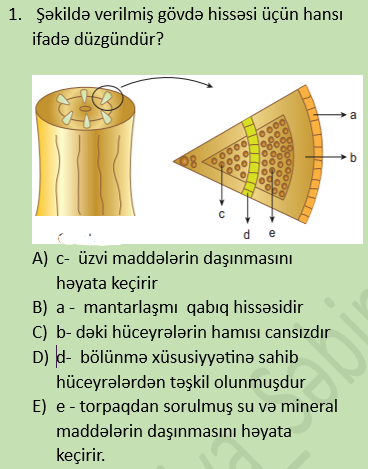 1. Şəkildə verilmiş gövdə hissəsi üçün hansı
ifadə düzgündür?
a
b
c
d
e
A) c- üzvi maddələrin daşınmasını
həyata keçirir
B) a - mantarlaşmı qabıq hissəsidir
C) b- dəki hüceyrələrin hamısı cansızdır
D) d- bölünmə xüsusiyyətinə sahib
hüceyrələrdən təşkil olunmuşdur
E) e - torpaqdan sorulmuş su və mineral
maddələrin daşınmasını həyata
keçirir.